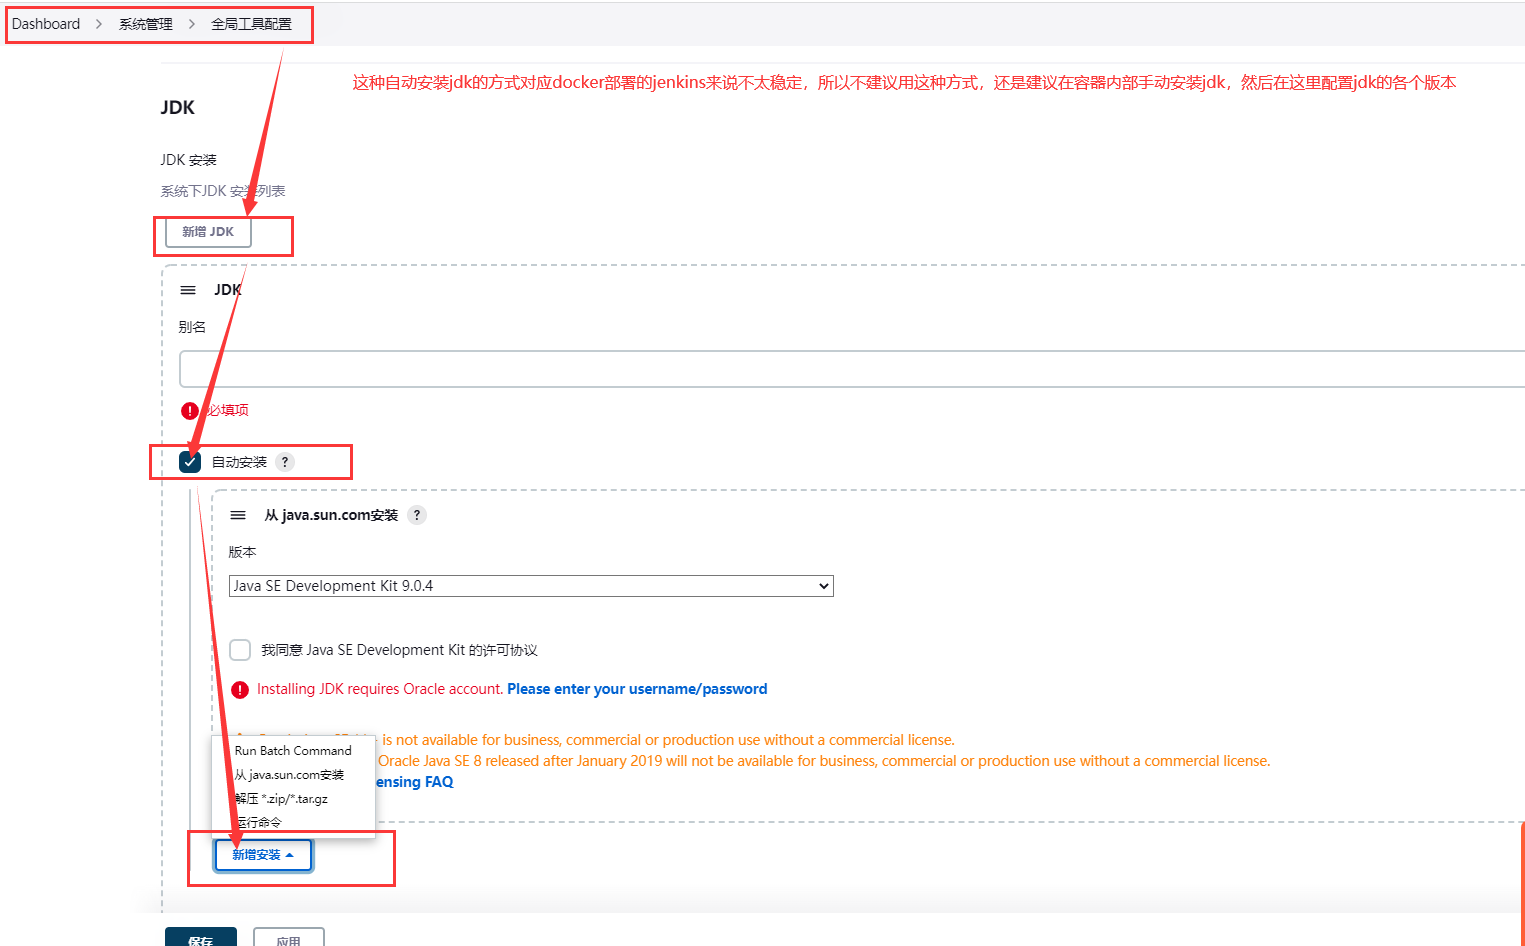 Dashboard > 系统管理 > 全局工具配置
这种自动安装jdk的方式对应docker部署的jenkins来说不太稳定，所以不建议用这种方式，还是建议在容器内部手动安装jdk，然后在这里配置jdk的各个版本
JDK
JDK 安装
系统下JDK 安装列表
新增 JDK
JDK
别名
必填项
自动安装 ?
从 java.sun.com安装 ?
版本
Java SE Development Kit 9.0.4
我同意 Java SE Development Kit 的许可协议
Installing JDK requires Oracle account. Please enter your username/password
is not available for business, commercial or production use without a commercial license.
Oracle Java SE 8 released after January 2019 will not be available for business, commercial or production use without a commercial license.
ensing FAQ
Run Batch Command
从 java.sun.com安装
解压 *.zip/*.tar.gz
运行命令
新增安装
保存 应用